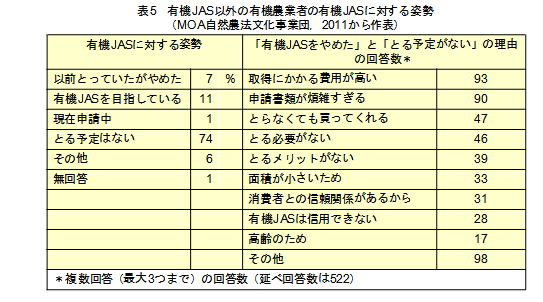 表5 有機JAS以外の有機農業者の有機JASに対する姿勢
(MOA自然農法文化事業団, 2011から作表)
有機JASに対する姿勢 「有機JASをやめた」と「とる予定がない」の理由の回答数*
以前とっていたがやめた 7 % 取得にかかる費用が高い 93
有機JASを目指している 11 申請書類が煩雑すぎる 90
現在申請中 1 とらなくても買ってくれる 47
とる予定はない 74 とる必要がない 46
その他 6 とるメリットがない 39
無回答 1 面積が小さいため 33
消費者との信頼関係があるから 31
有機JASは信用できない 28
高齢のため 17
その他 98
*複数回答(最大3つまで)の回答数(延べ回答数は522)